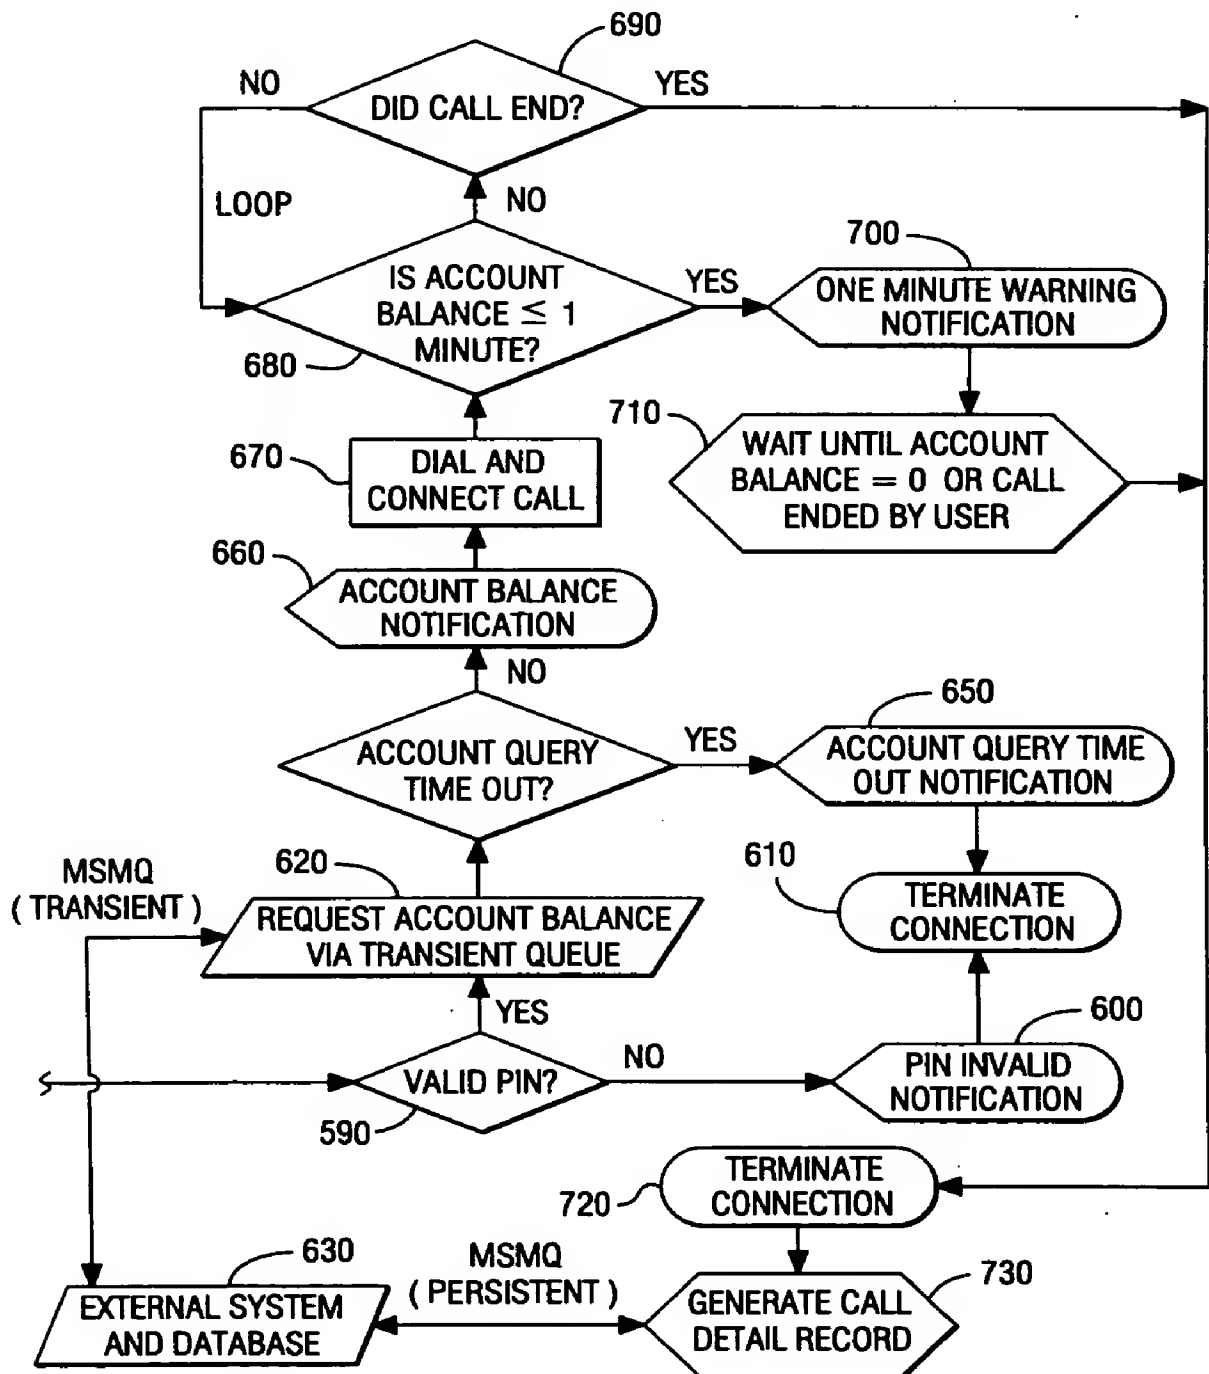 690
NO
YES
DID CALL END?
LOOP
NO
700
IS ACCOUNT
BALANCE ≤ 1
MINUTE?
YES
ONE MINUTE WARNING
NOTIFICATION
680
710
WAIT UNTIL ACCOUNT
BALANCE = 0 OR CALL
ENDED BY USER
670
DIAL AND
CONNECT CALL
660
ACCOUNT BALANCE
NOTIFICATION
NO
650
ACCOUNT QUERY
TIME OUT?
YES
ACCOUNT QUERY TIME
OUT NOTIFICATION
MSMQ
( TRANSIENT )
620
610
REQUEST ACCOUNT BALANCE
VIA TRANSIENT QUEUE
TERMINATE
CONNECTION
YES
600
VALID PIN?
NO
PIN INVALID
NOTIFICATION
590
TERMINATE
CONNECTION
720
630
MSMQ
( PERSISTENT )
730
EXTERNAL SYSTEM
AND DATABASE
GENERATE CALL
DETAIL RECORD